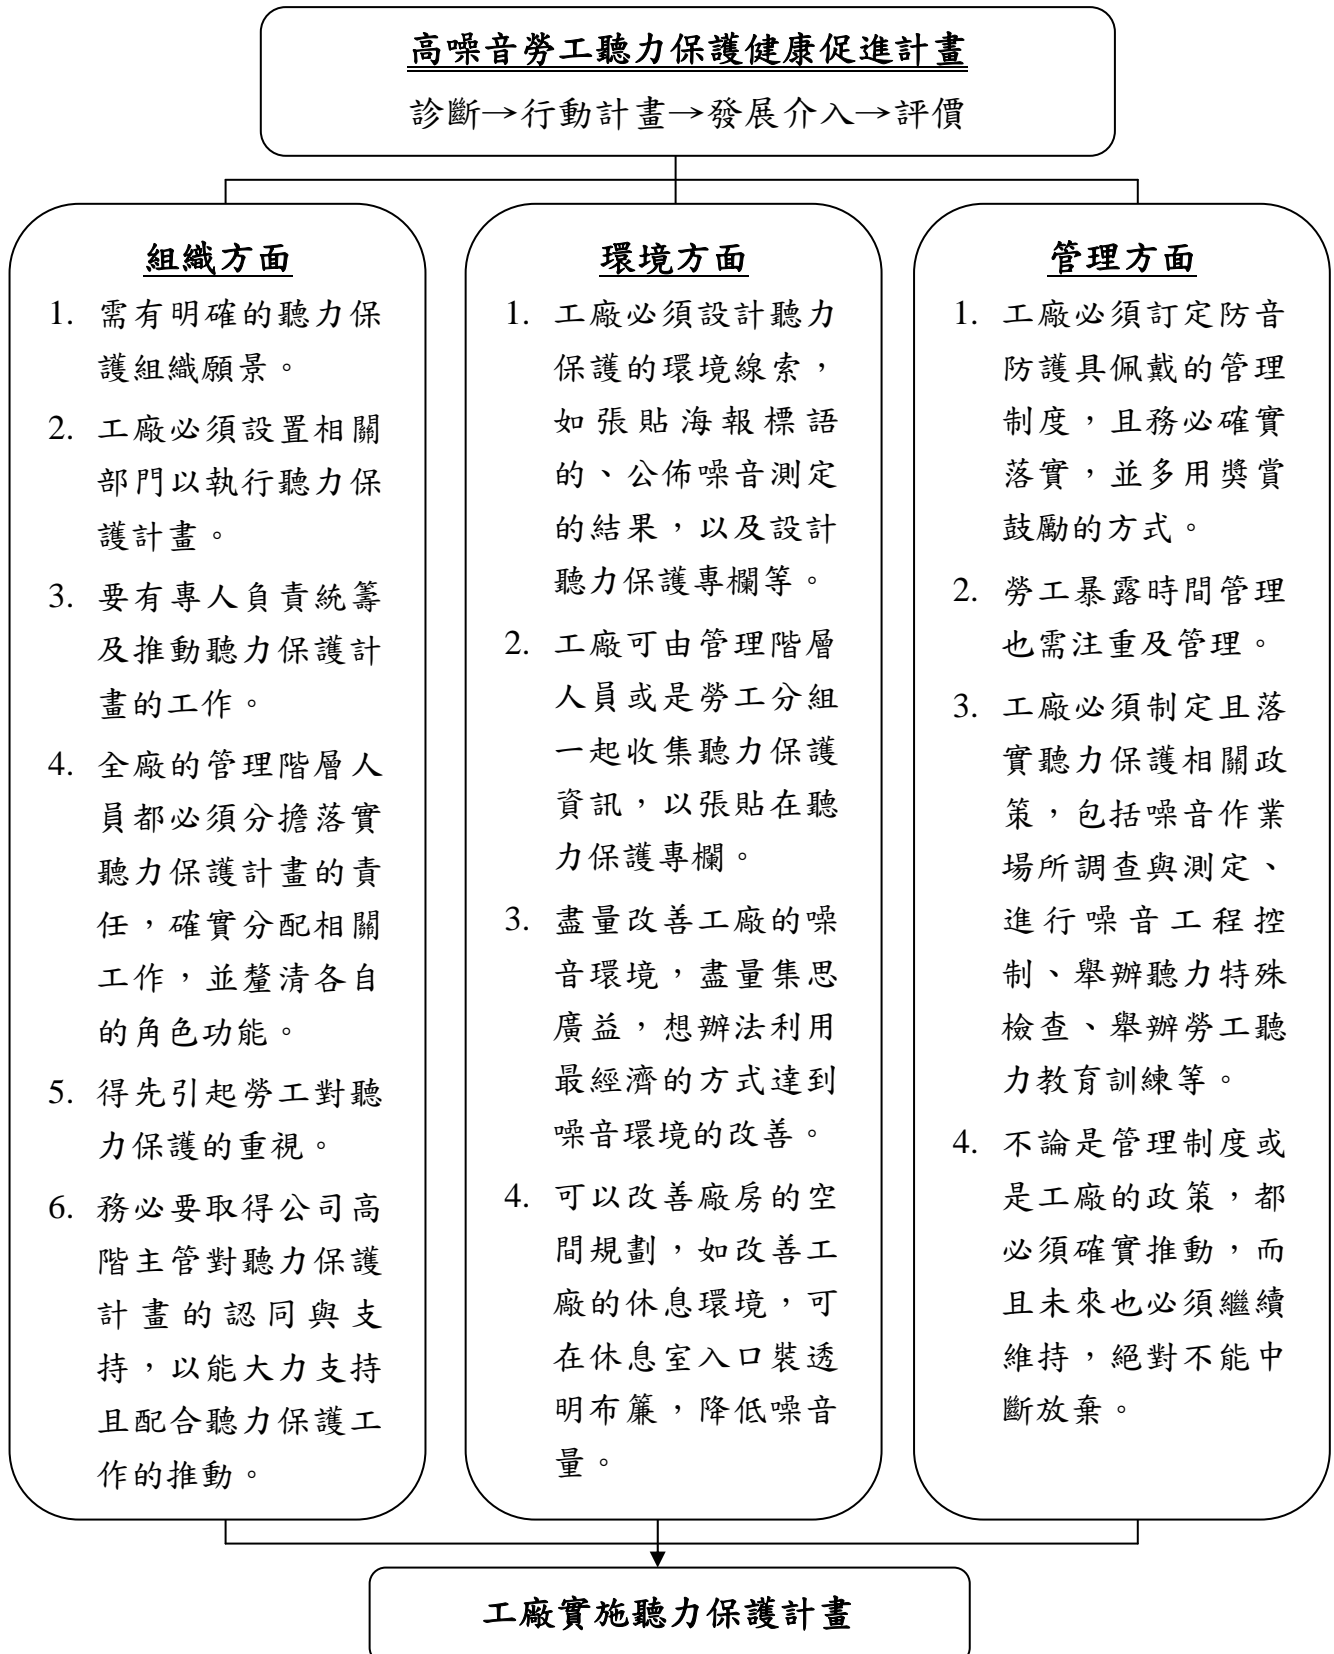 高噪音勞工聽力保護健康促進計畫
診斷→行動計畫→發展介入→評價
組織方面
1. 需有明確的聽力保
護組織願景。
2. 工廠必須設置相關
部門以執行聽力保
護計畫。
3. 要有專人負責統籌
及推動聽力保護計
畫的工作。
4. 全廠的管理階層人
員都必須分擔落實
聽力保護計畫的責
任，確實分配相關
工作，並釐清各自
的角色功能。
5. 得先引起勞工對聽
力保護的重視。
6. 務必要取得公司高
階主管對聽力保護
計畫的認同與支
持，以能大力支持
且配合聽力保護工
作的推動。
環境方面
1. 工廠必須設計聽力
保護的環境線索，
如張貼海報標語
的、公佈噪音測定
的結果，以及設計
聽力保護專欄等。
2. 工廠可由管理階層
人員或是勞工分組
一起收集聽力保護
資訊，以張貼在聽
力保護專欄。
3. 盡量改善工廠的噪
音環境，盡量集思
廣益，想辦法利用
最經濟的方式達到
噪音環境的改善。
4. 可以改善廠房的空
間規劃，如改善工
廠的休息環境，可
在休息室入口裝透
明布簾，降低噪音
量。
管理方面
1. 工廠必須訂定防音
防護具佩戴的管理
制度，且務必確實
落實，並多用獎賞
鼓勵的方式。
2. 勞工暴露時間管理
也需注重及管理。
3. 工廠必須制定且落
實聽力保護相關政
策，包括噪音作業
場所調查與測定、
進行噪音工程控
制、舉辦聽力特殊
檢查、舉辦勞工聽
力教育訓練等。
4. 不論是管理制度或
是工廠的政策，都
必須確實推動，而
且未來也必須繼續
維持，絕對不能中
斷放棄。
工廠實施聽力保護計畫